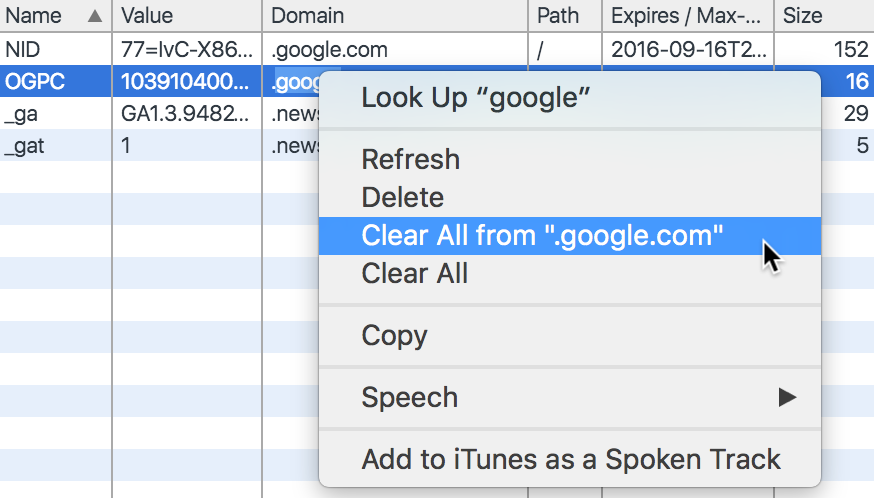 Name Value Domain Path Expires / Max-... Size
NID 77=lvC-X86... .google.com / 2016-09-16T2... 152
OGPC 103910400... .goog 16
_ga GA1.3.9482... .news 29
_gat 1 .news 5
Look Up “google”
Refresh
Delete
Clear All from ".google.com"
Clear All
Copy
Speech
Add to iTunes as a Spoken Track